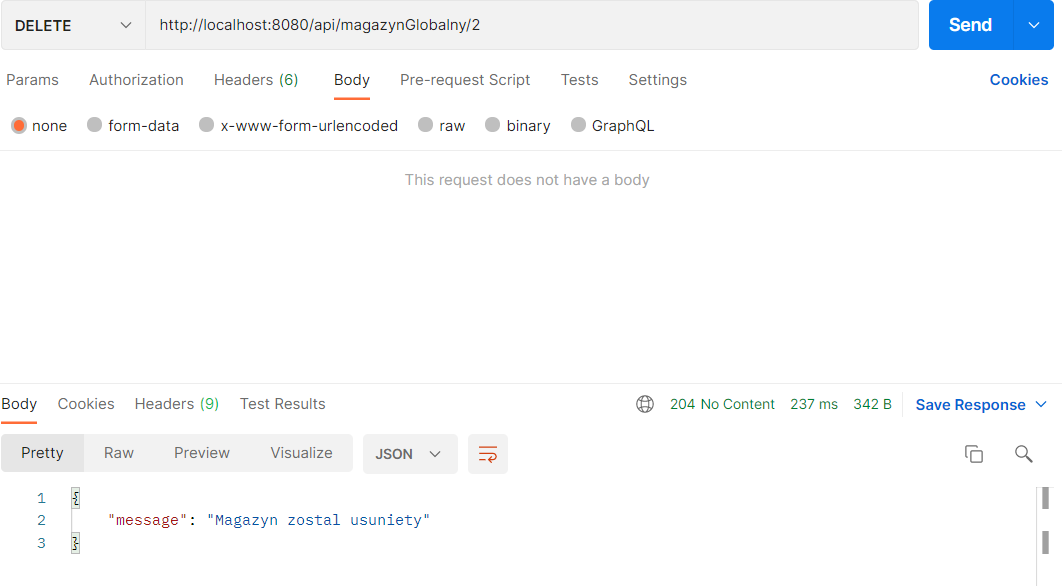 DELETE http://localhost:8080/api/magazynGlobalny/2 Send
Params Authorization Headers (6) Body Pre-request Script Tests Settings Cookies
none form-data x-www-form-urlencoded raw binary GraphQL
This request does not have a body
Body Cookies Headers (9) Test Results 204 No Content 237 ms 342 B Save Response
Pretty Raw Preview Visualize JSON
1 {
2 "message": "Magazyn zostal usuniety"
3 }